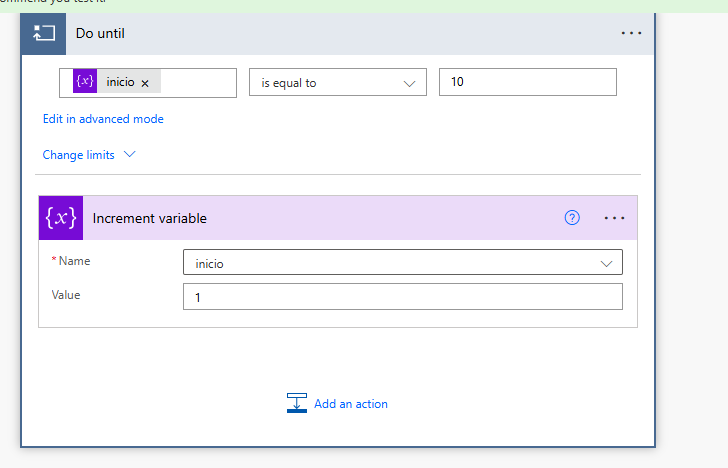 ommend you test it.
Do until
...
{x} inicio × is equal to 10
Edit in advanced mode
Change limits
{x} Increment variable ? ...
* Name inicio
Value 1
Add an action